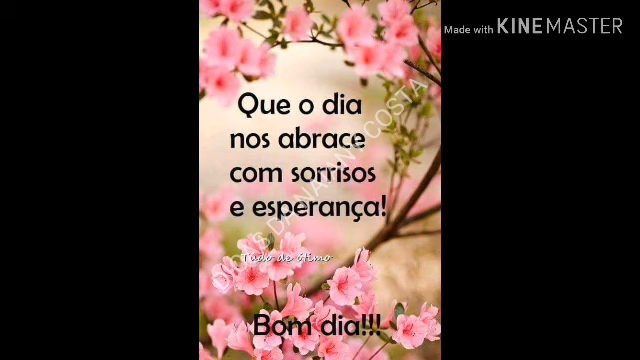 Made with KINEMASTER
Que o dia
nos abrace
com sorrisos
e esperança!
Tudo de ótimo
Bom dia!!!